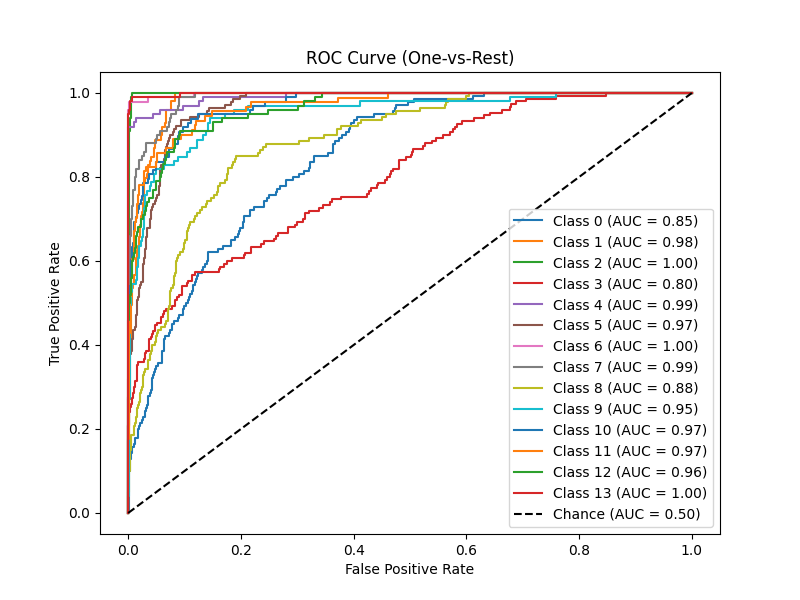 ROC Curve (One-vs-Rest)
True Positive Rate
1.0
0.8
0.6
0.4
0.2
0.0
Class 0 (AUC = 0.85)
Class 1 (AUC = 0.98)
Class 2 (AUC = 1.00)
Class 3 (AUC = 0.80)
Class 4 (AUC = 0.99)
Class 5 (AUC = 0.97)
Class 6 (AUC = 1.00)
Class 7 (AUC = 0.99)
Class 8 (AUC = 0.88)
Class 9 (AUC = 0.95)
Class 10 (AUC = 0.97)
Class 11 (AUC = 0.97)
Class 12 (AUC = 0.96)
Class 13 (AUC = 1.00)
Chance (AUC = 0.50)
0.0 0.2 0.4 0.6 0.8 1.0
False Positive Rate